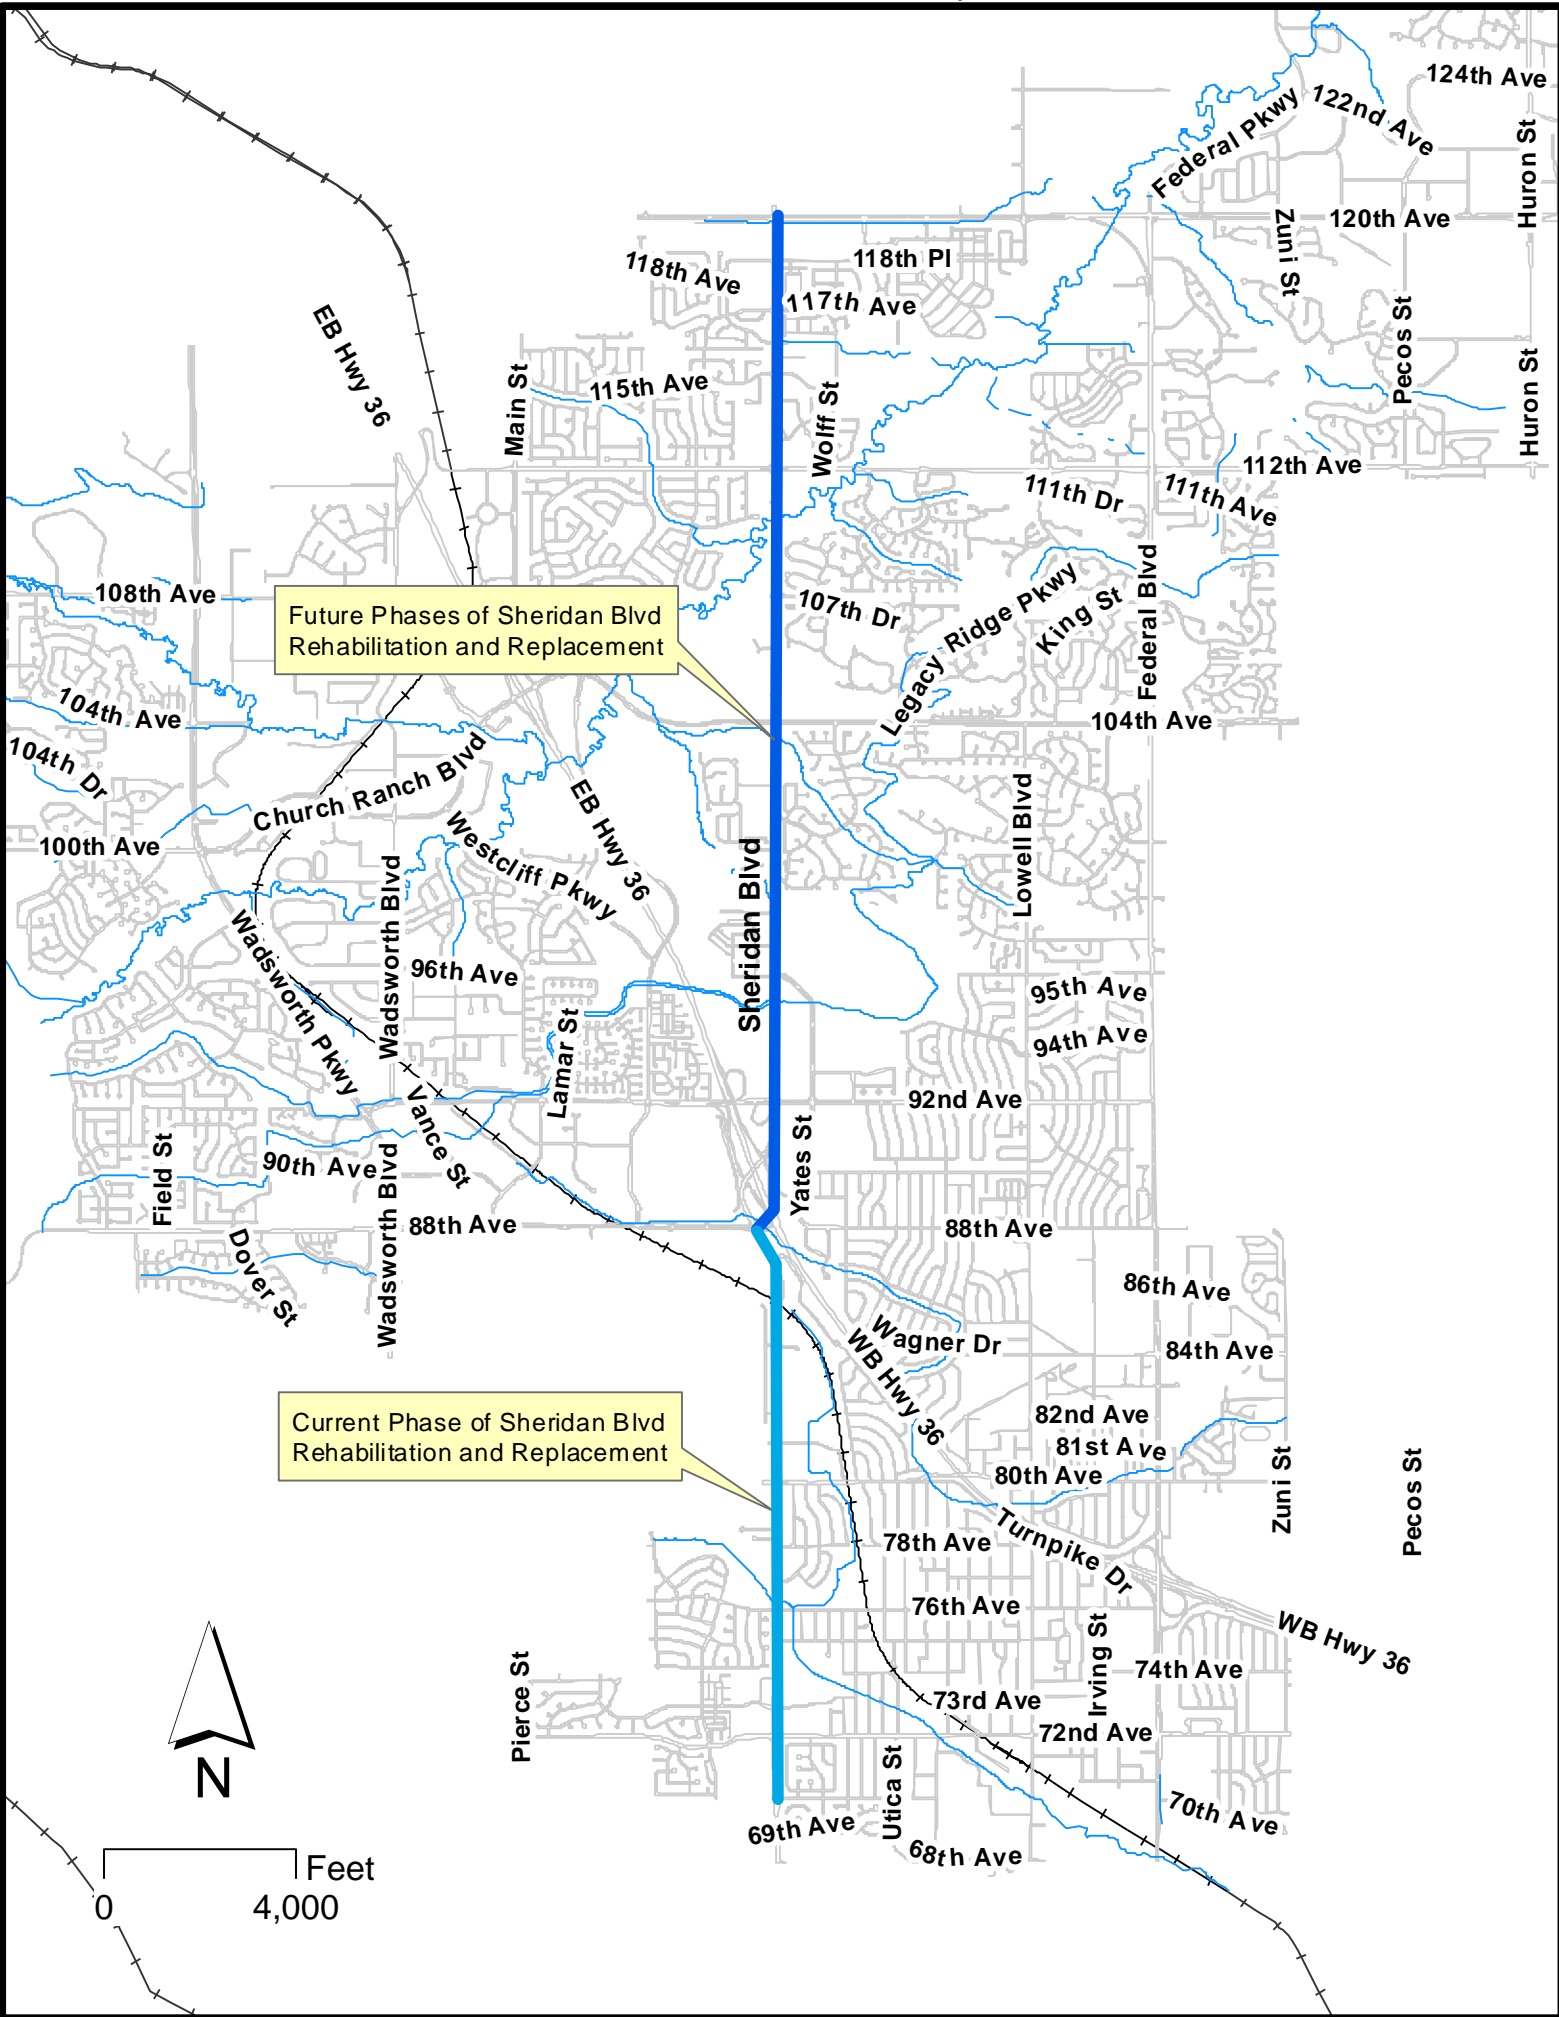 124th Ave
122nd Ave
Federal Pkwy
Huron St
120th Ave
Zuni St
118th Pl
118th Ave
117th Ave
EB Hwy 36
Pecos St
Huron St
115th Ave
Main St
Wolff St
112th Ave
111th Dr
111th Ave
108th Ave
Future Phases of Sheridan Blvd
Rehabilitation and Replacement
107th Dr
Legacy Ridge Pkwy
King St
Federal Blvd
104th Ave
104th Ave
104th Dr
Church Ranch Blvd
EB Hwy 36
Lowell Blvd
100th Ave
Westcliff Pkwy
Wadsworth Blvd
Sheridan Blvd
Wadsworth Pkwy
96th Ave
95th Ave
94th Ave
Lamar St
92nd Ave
Vance St
Yates St
Field St
90th Ave
Wadsworth Blvd
88th Ave
88th Ave
Dover St
86th Ave
Wagner Dr
WB Hwy 36
84th Ave
Current Phase of Sheridan Blvd
Rehabilitation and Replacement
82nd Ave
81st Ave
80th Ave
Zuni St
Pecos St
Turnpike Dr
78th Ave
76th Ave
WB Hwy 36
Irving St
74th Ave
Pierce St
73rd Ave
72nd Ave
N
Utica St
70th Ave
69th Ave
68th Ave
Feet
0
4,000